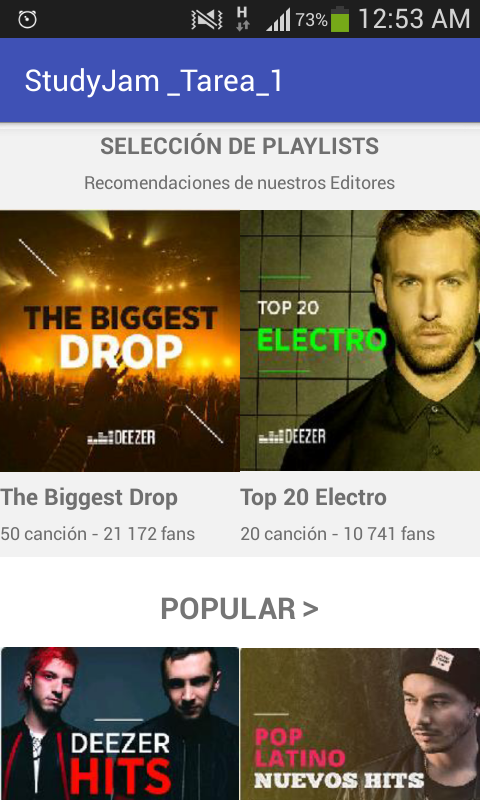 H 73% 12:53 AM
StudyJam _Tarea_1
SELECCIÓN DE PLAYLISTS
Recomendaciones de nuestros Editores
THE BIGGEST
DROP
DEEZER
TOP 20
ELECTRO
DEEZER
The Biggest Drop
50 canción - 21 172 fans
Top 20 Electro
20 canción - 10 741 fans
POPULAR >
DEEZER
HITS
POP
LATINO
NUEVOS HITS